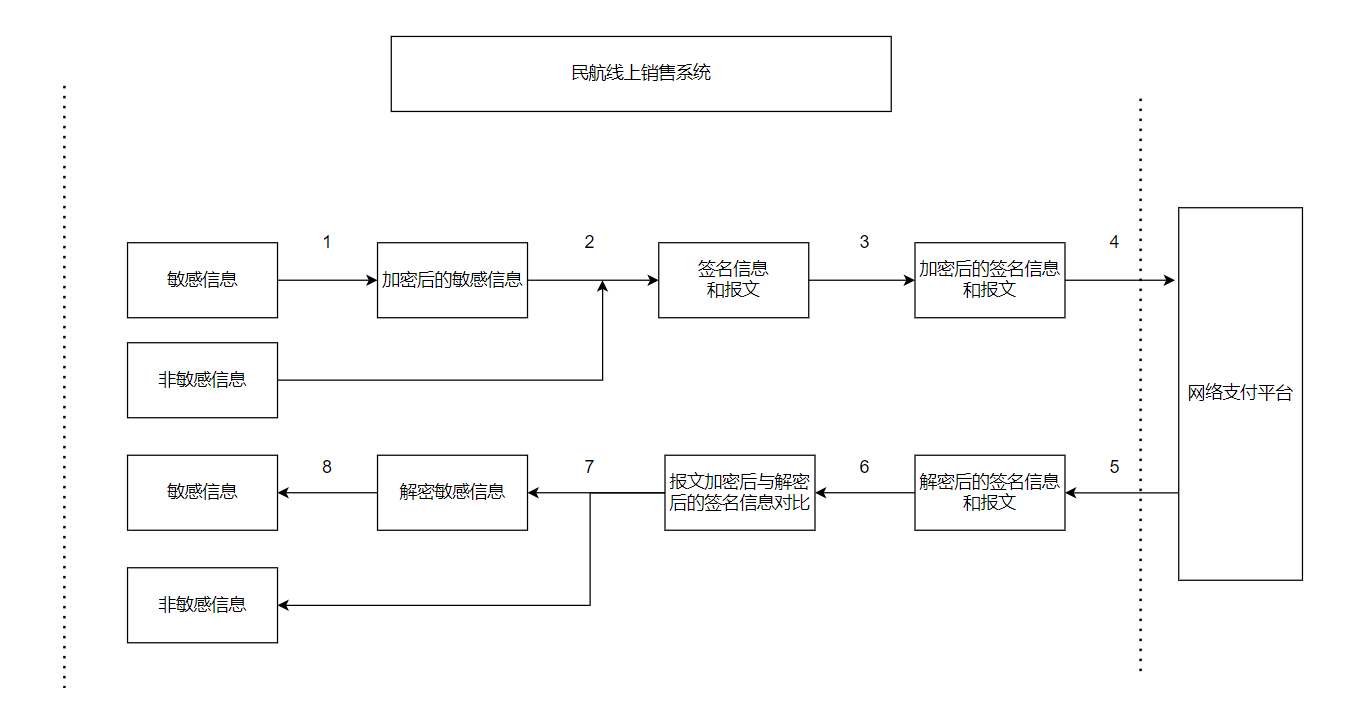 民航线上销售系统
1
2
3
4
敏感信息
加密后的敏感信息
签名信息
和报文
加密后的签名信息
和报文
非敏感信息
网络支付平台
8
7
6
5
敏感信息
解密敏感信息
报文加密后与解密
后的签名信息对比
解密后的签名信息
和报文
非敏感信息